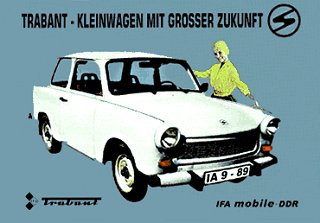 TRABANT - KLEINWAGEN MIT GROSSER ZUKUNFT
IA 9 - 89
Trabant
IFA mobile-DDR